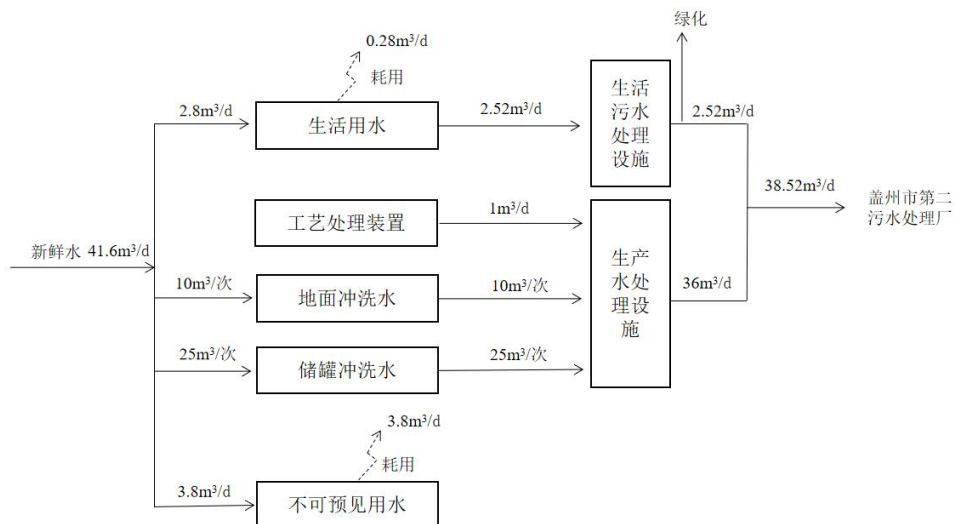 绿化
0.28m³/d
耗用
2.8m³/d
生活用水
2.52m³/d
生活
污水
处理
设施
2.52m³/d
38.52m³/d
盖州市第二
污水处理厂
工艺处理装置
1m³/d
新鲜水 41.6m³/d
10m³/次
地面冲洗水
10m³/次
生产
水处
理设
施
36m³/d
25m³/次
储罐冲洗水
25m³/次
3.8m³/d
耗用
3.8m³/d
不可预见用水